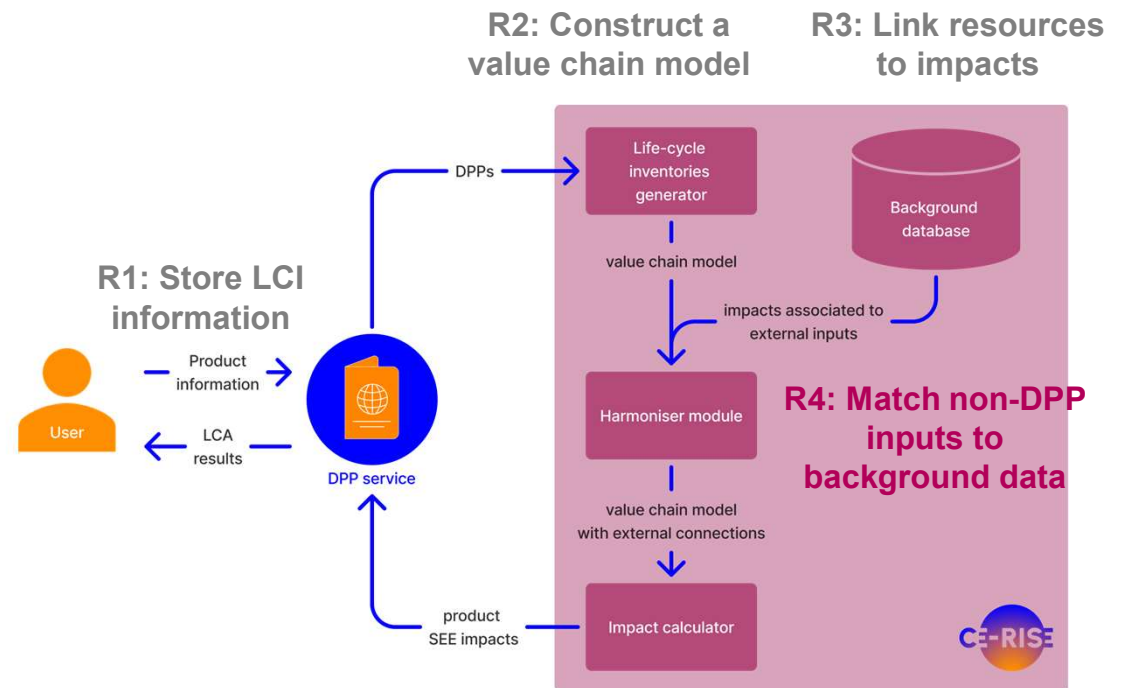 R2: Construct a
value chain model
R3: Link resources
to impacts
Life-cycle
inventories
generator
DPPs
Background
database
value chain model
R1: Store LCI
information
impacts associated to
external inputs
Product
information
User
LCA
results
DPP service
Harmoniser module
R4: Match non-DPP
inputs to
background data
value chain model
with external connections
product
SEE impacts
Impact calculator
CE-RISE